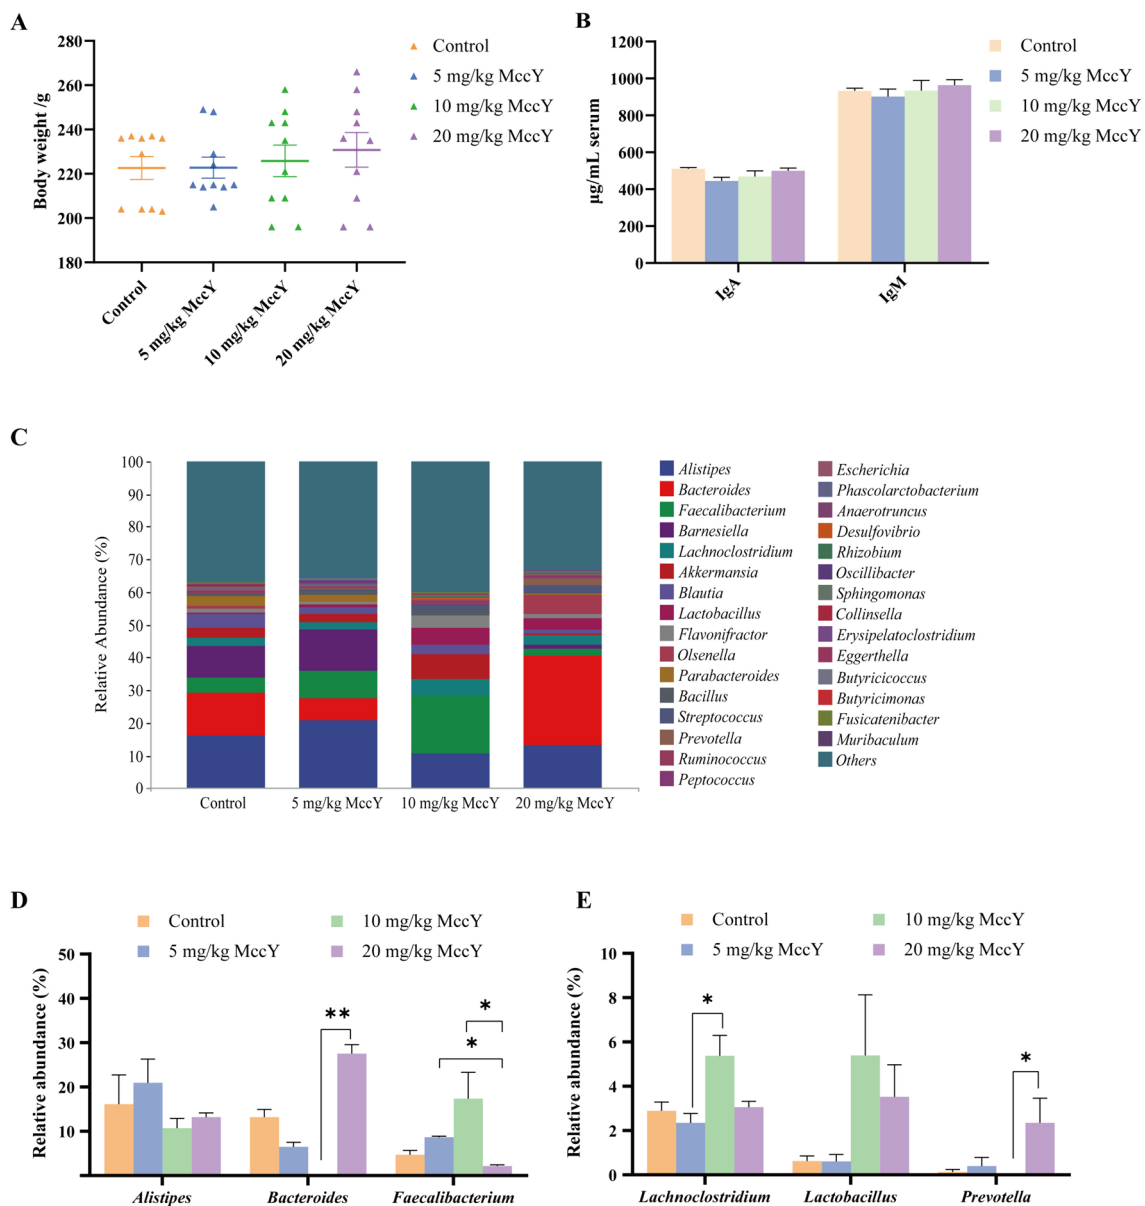 A
Body weight /g
280
260
240
220
200
180
Control
5 mg/kg MccY
10 mg/kg MccY
20 mg/kg MccY
Control
5 mg/kg MccY
10 mg/kg MccY
20 mg/kg MccY
B
µg/mL serum
1200
1000
800
600
400
200
0
IgA
IgM
Control
5 mg/kg MccY
10 mg/kg MccY
20 mg/kg MccY
C
Relative Abundance (%)
100
90
80
70
60
50
40
30
20
10
0
Control
5 mg/kg MccY
10 mg/kg MccY
20 mg/kg MccY
Alistipes
Bacteroides
Faecalibacterium
Barnesiella
Lachnoclostridium
Akkermansia
Blautia
Lactobacillus
Flavonifractor
Olsenella
Parabacteroides
Bacillus
Streptococcus
Prevotella
Ruminococcus
Peptococcus
Escherichia
Phascolarctobacterium
Anaerotruncus
Desulfovibrio
Rhizobium
Oscillibacter
Sphingomonas
Collinsella
Erysipelatoclostridium
Eggerthella
Butyricicoccus
Butyricimonas
Fusicatenibacter
Muribaculum
Others
D
Control
5 mg/kg MccY
10 mg/kg MccY
20 mg/kg MccY
Relative abundance (%)
50
40
30
20
10
**
*
*
Alistipes
Bacteroides
Faecalibacterium
E
Control
5 mg/kg MccY
10 mg/kg MccY
20 mg/kg MccY
Relative abundance (%)
10
8
6
4
2
0
*
*
Lachnoclostridium
Lactobacillus
Prevotella